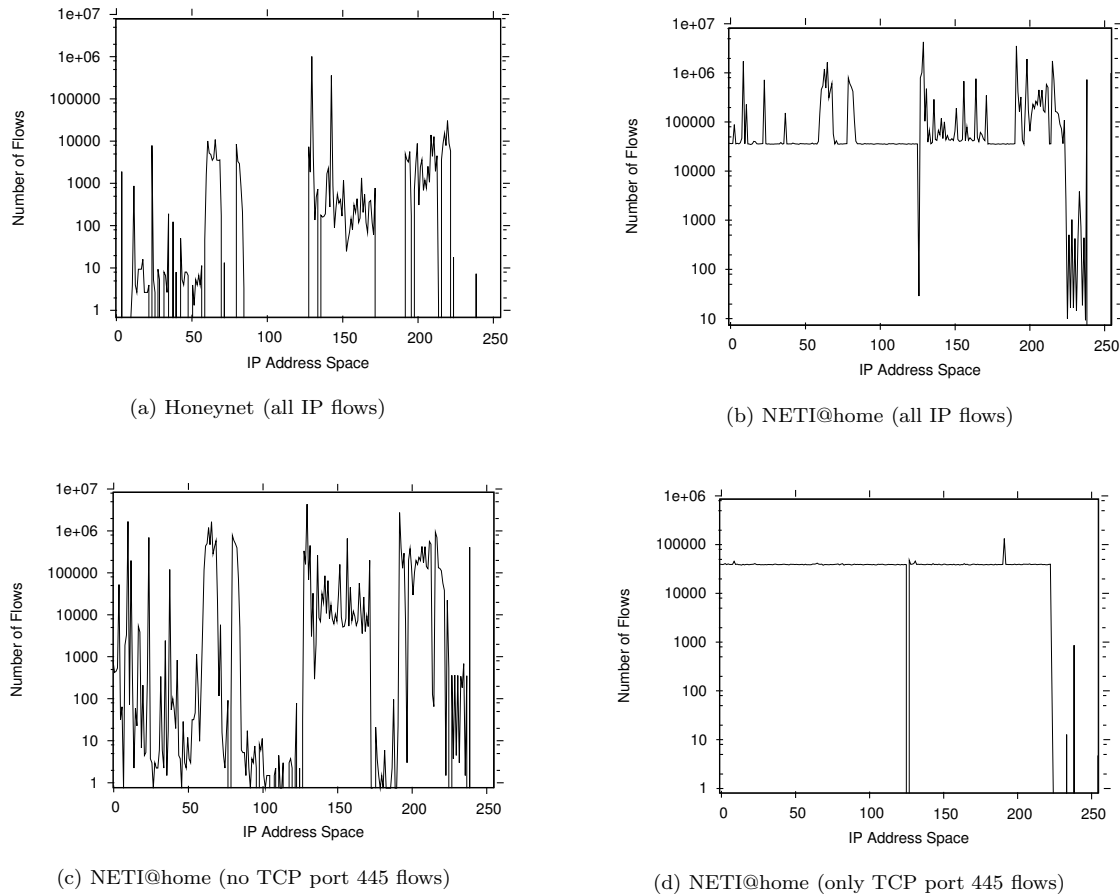 1e+07
1e+06
100000
10000
1000
100
10
1
Number of Flows
0 50 100 150 200 250
IP Address Space
(a) Honeynet (all IP flows)
1e+07
1e+06
100000
10000
1000
100
10
Number of Flows
0 50 100 150 200 250
IP Address Space
(b) NETI@home (all IP flows)
1e+07
1e+06
100000
10000
1000
100
10
1
Number of Flows
0 50 100 150 200 250
IP Address Space
(c) NETI@home (no TCP port 445 flows)
1e+06
100000
10000
1000
100
10
1
Number of Flows
0 50 100 150 200 250
IP Address Space
(d) NETI@home (only TCP port 445 flows)